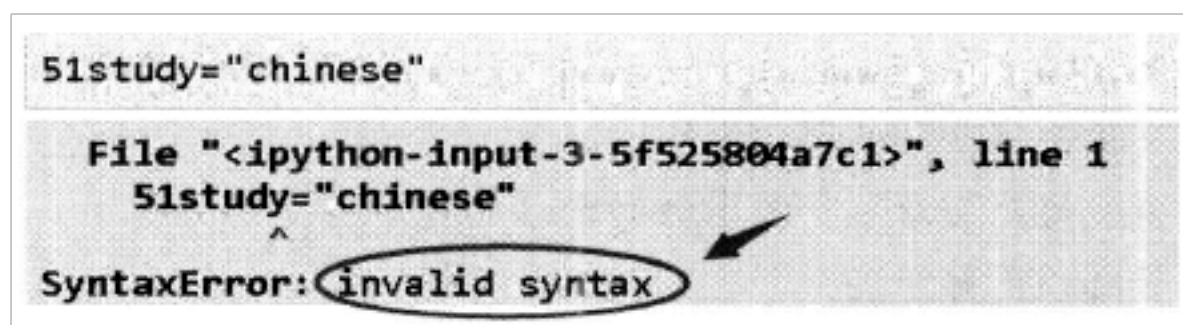 51study="chinese"
File "<ipython-input-3-5f525804a7c1>", line 1
51study="chinese"
^
SyntaxError: invalid syntax